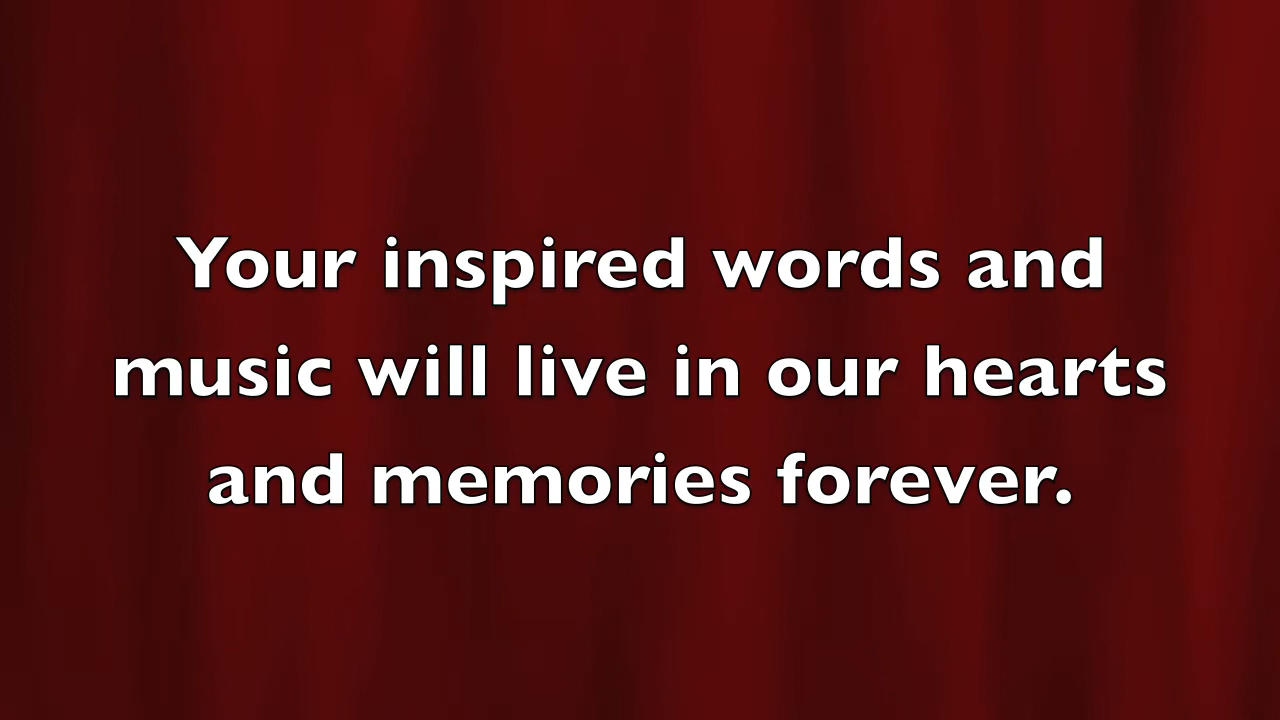 Your inspired words and
music will live in our hearts
and memories forever.